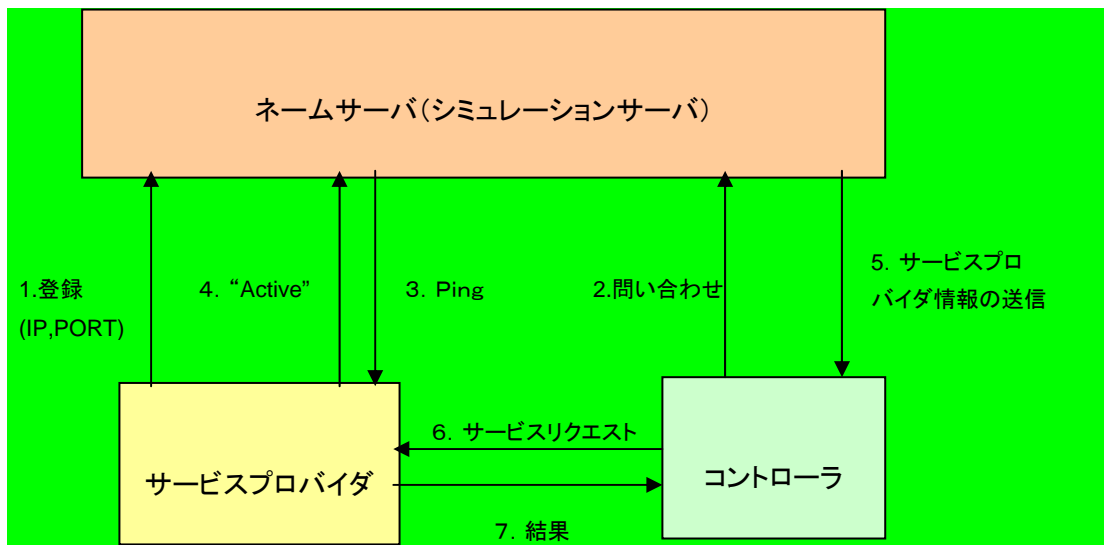 ネームサーバ(シミュレーションサーバ)
1.登録
(IP,PORT)
4. “Active”
3. Ping
2.問い合わせ
5. サービスプロ
バイダ情報の送信
6. サービスリクエスト
サービスプロバイダ
コントローラ
7. 結果